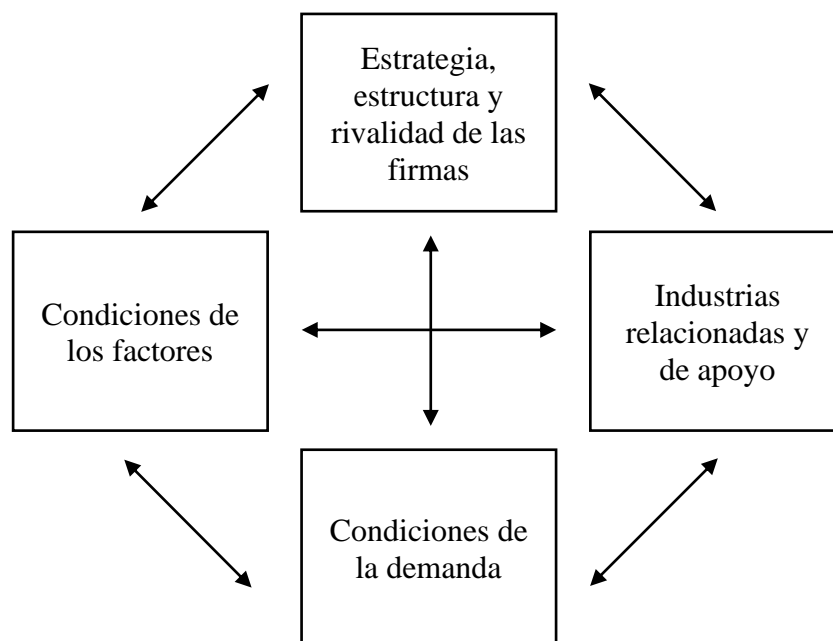 Estrategia,
estructura y
rivalidad de las
firmas
Condiciones de
los factores
Industrias
relacionadas y
de apoyo
Condiciones de
la demanda